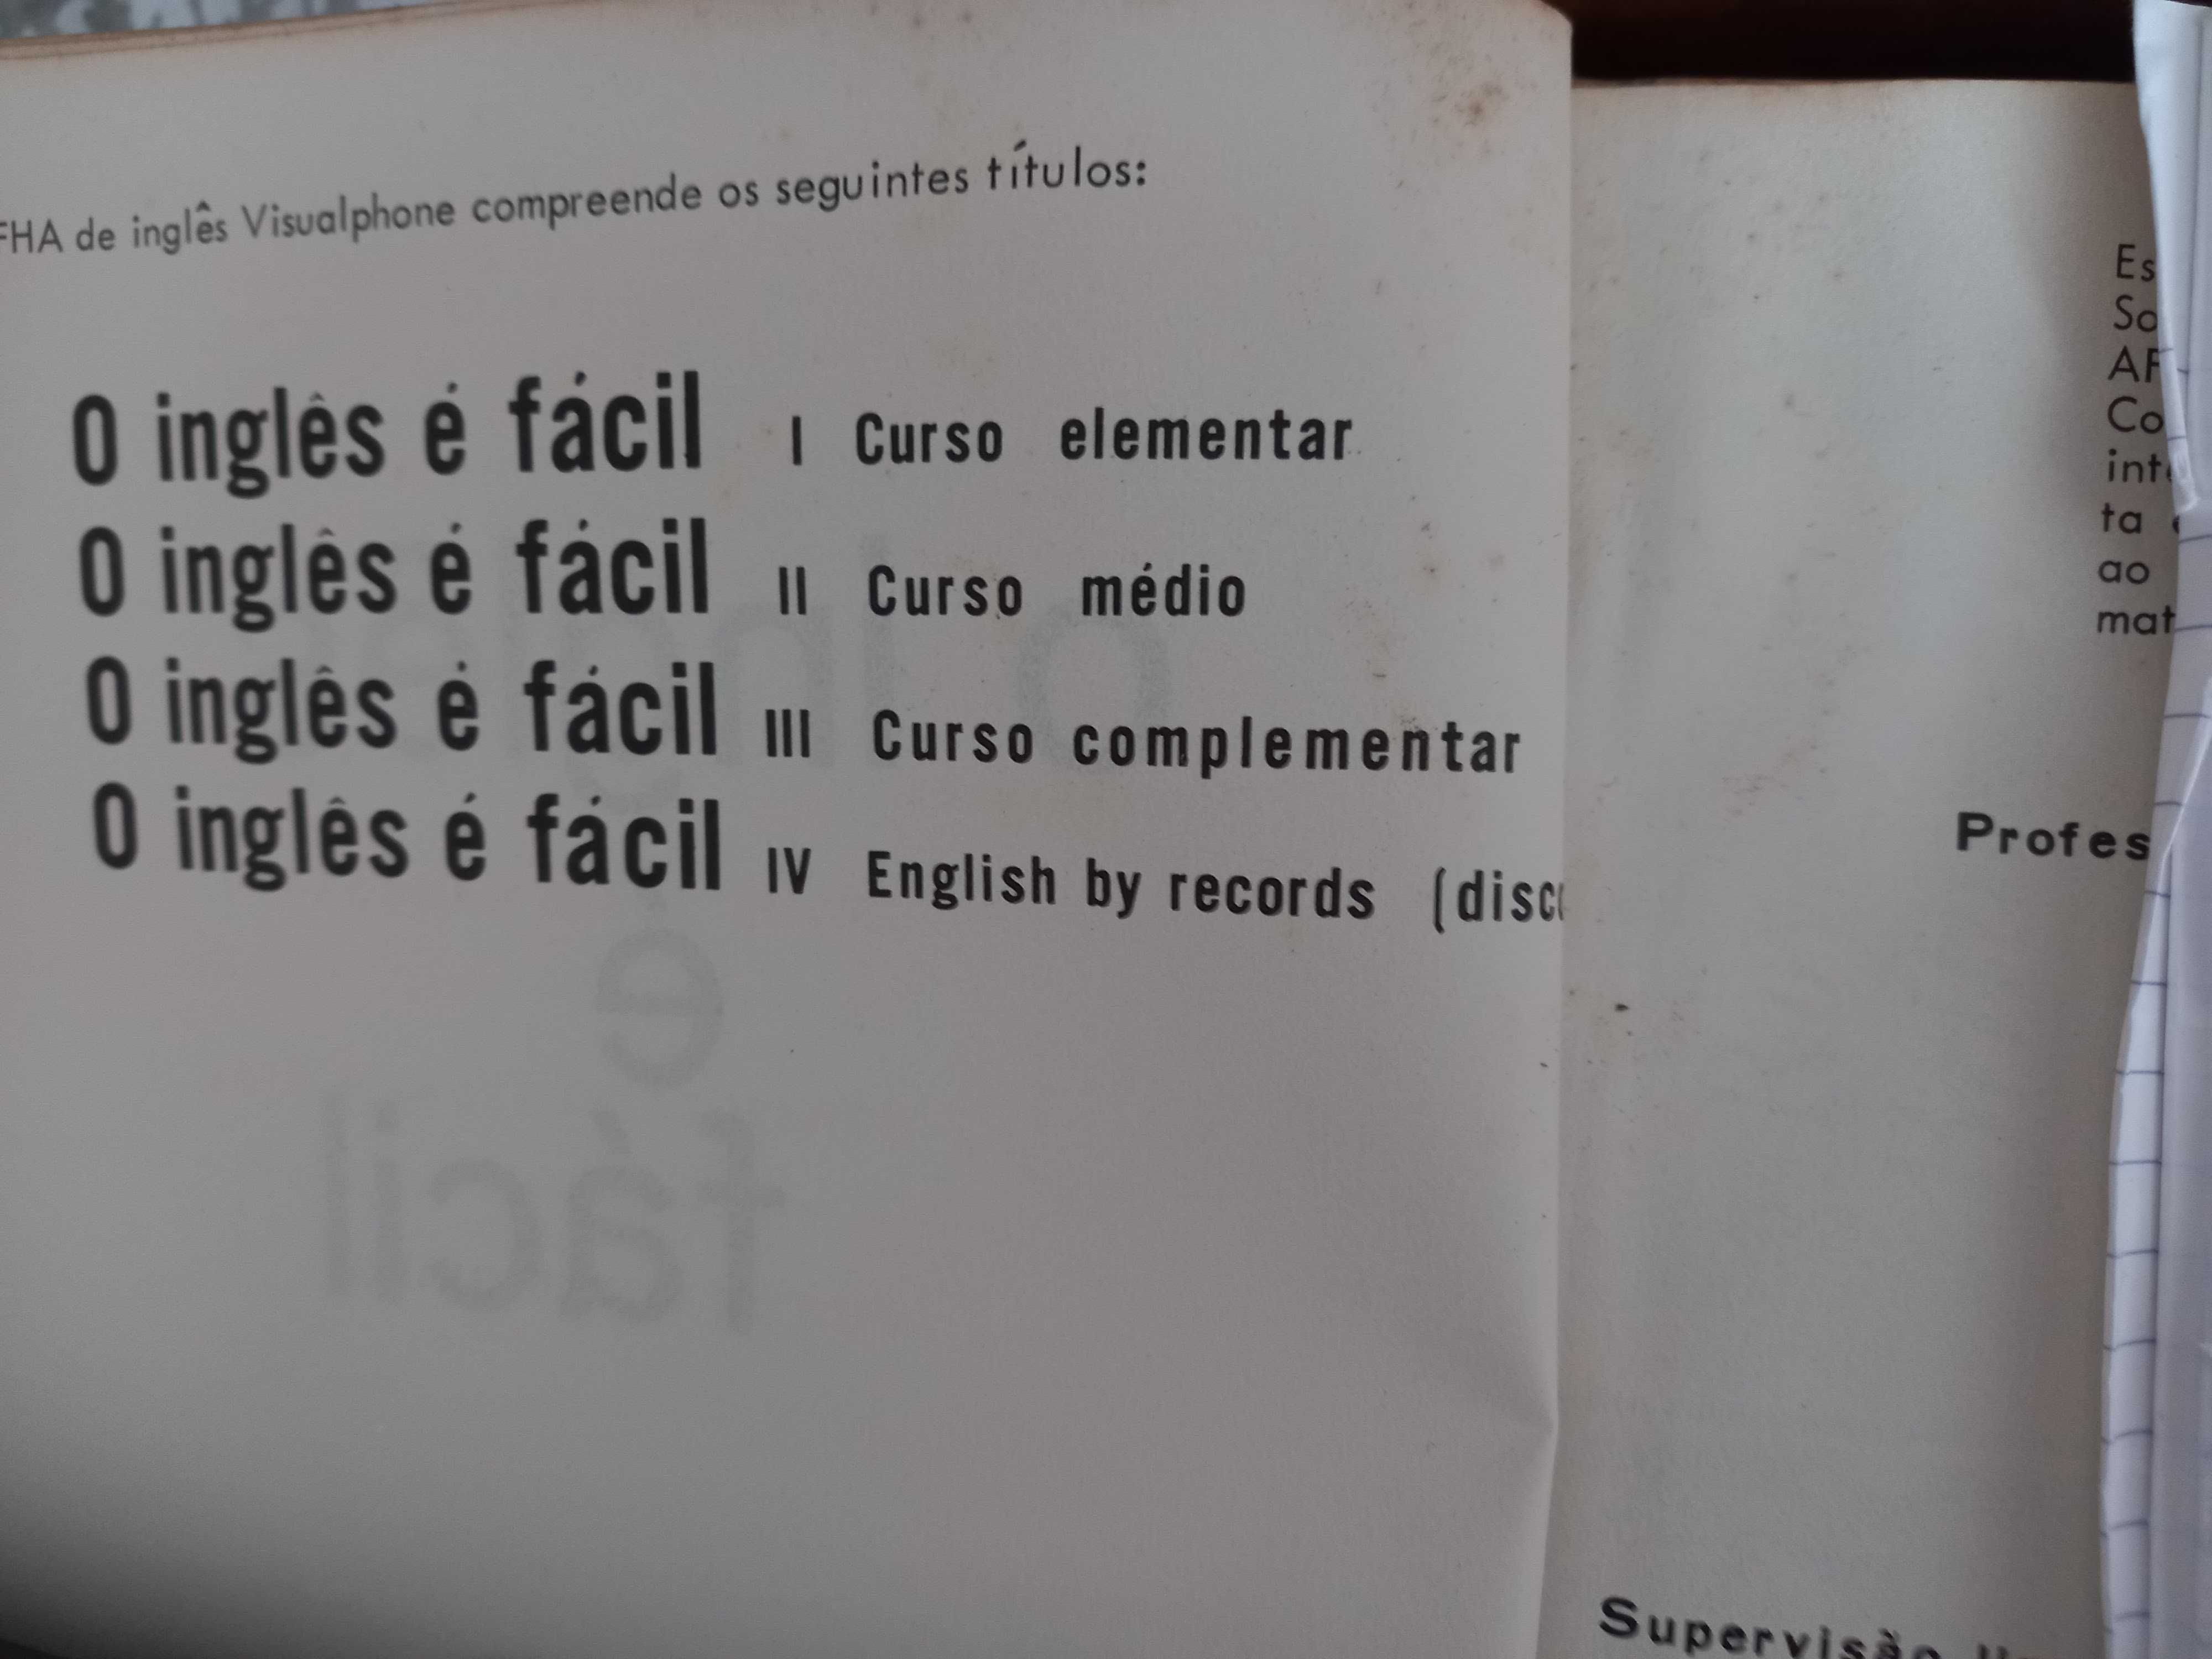 FHA de inglês Visualphone compreende os seguintes títulos:
O inglês é fácil I Curso elementar
O inglês é fácil II Curso médio
O inglês é fácil III Curso complementar
O inglês é fácil IV English by records (disc
Es
So
AF
Co
int
ta
ao
mat
Profes
Supervisão